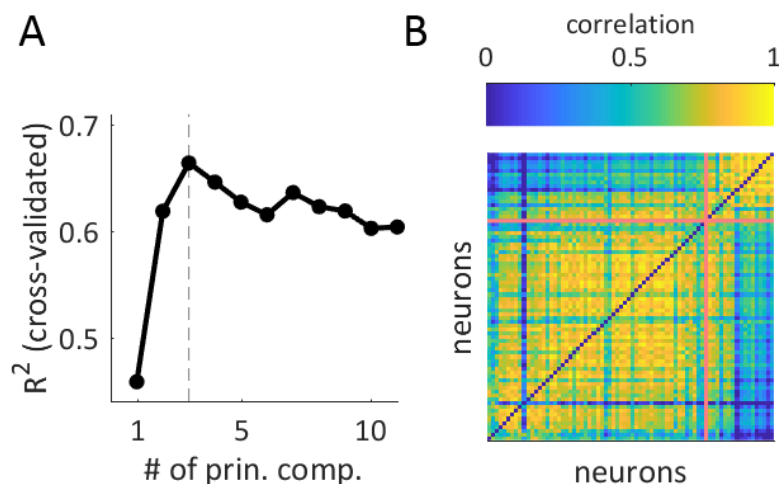 A
R² (cross-validated)
0.7
0.6
0.5
1
5
10
# of prin. comp.
B
correlation
0
0.5
1
neurons
neurons